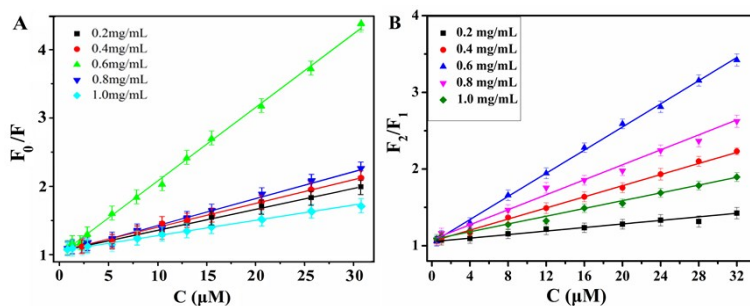 A
F₀/F
4
3
2
1
0.2mg/mL
0.4mg/mL
0.6mg/mL
0.8mg/mL
1.0mg/mL
0 5 10 15 20 25 30
C (μM)
B
F₂/F₁
4
3
2
1
0.2 mg/mL
0.4 mg/mL
0.6 mg/mL
0.8 mg/mL
1.0 mg/mL
0 4 8 12 16 20 24 28 32
C (μM)